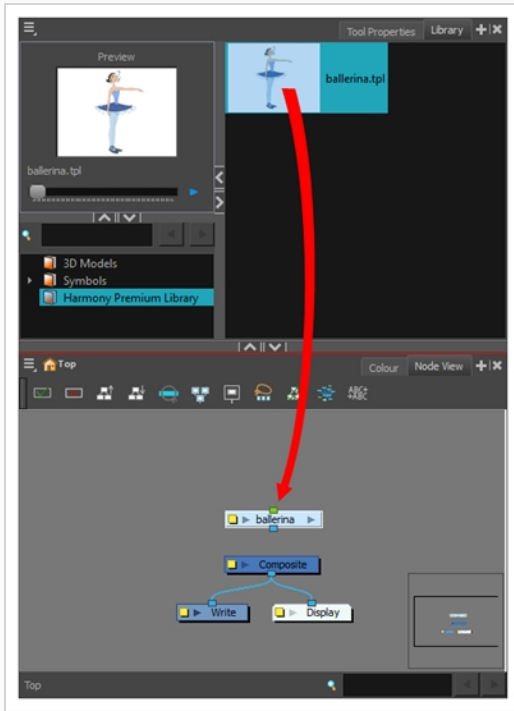 Tool Properties Library
Preview
ballerina.tpl
ballerina.tpl
3D Models
Symbols
Harmony Premium Library
Top
Colour Node View
ABC+
+ABC
ballerina
Composite
Write Display
Top